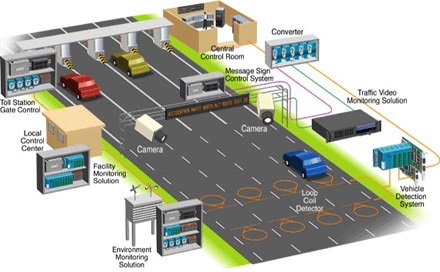 Central
Control Room
Converter
Message Sign
Control System
Toll Station
Gate Control
Traffic Video
Monitoring Solution
Local
Control
Center
Camera
Camera
Facility
Monitoring
Solution
Loop
Coil
Detector
Vehicle
Detection
System
Environment
Monitoring
Solution